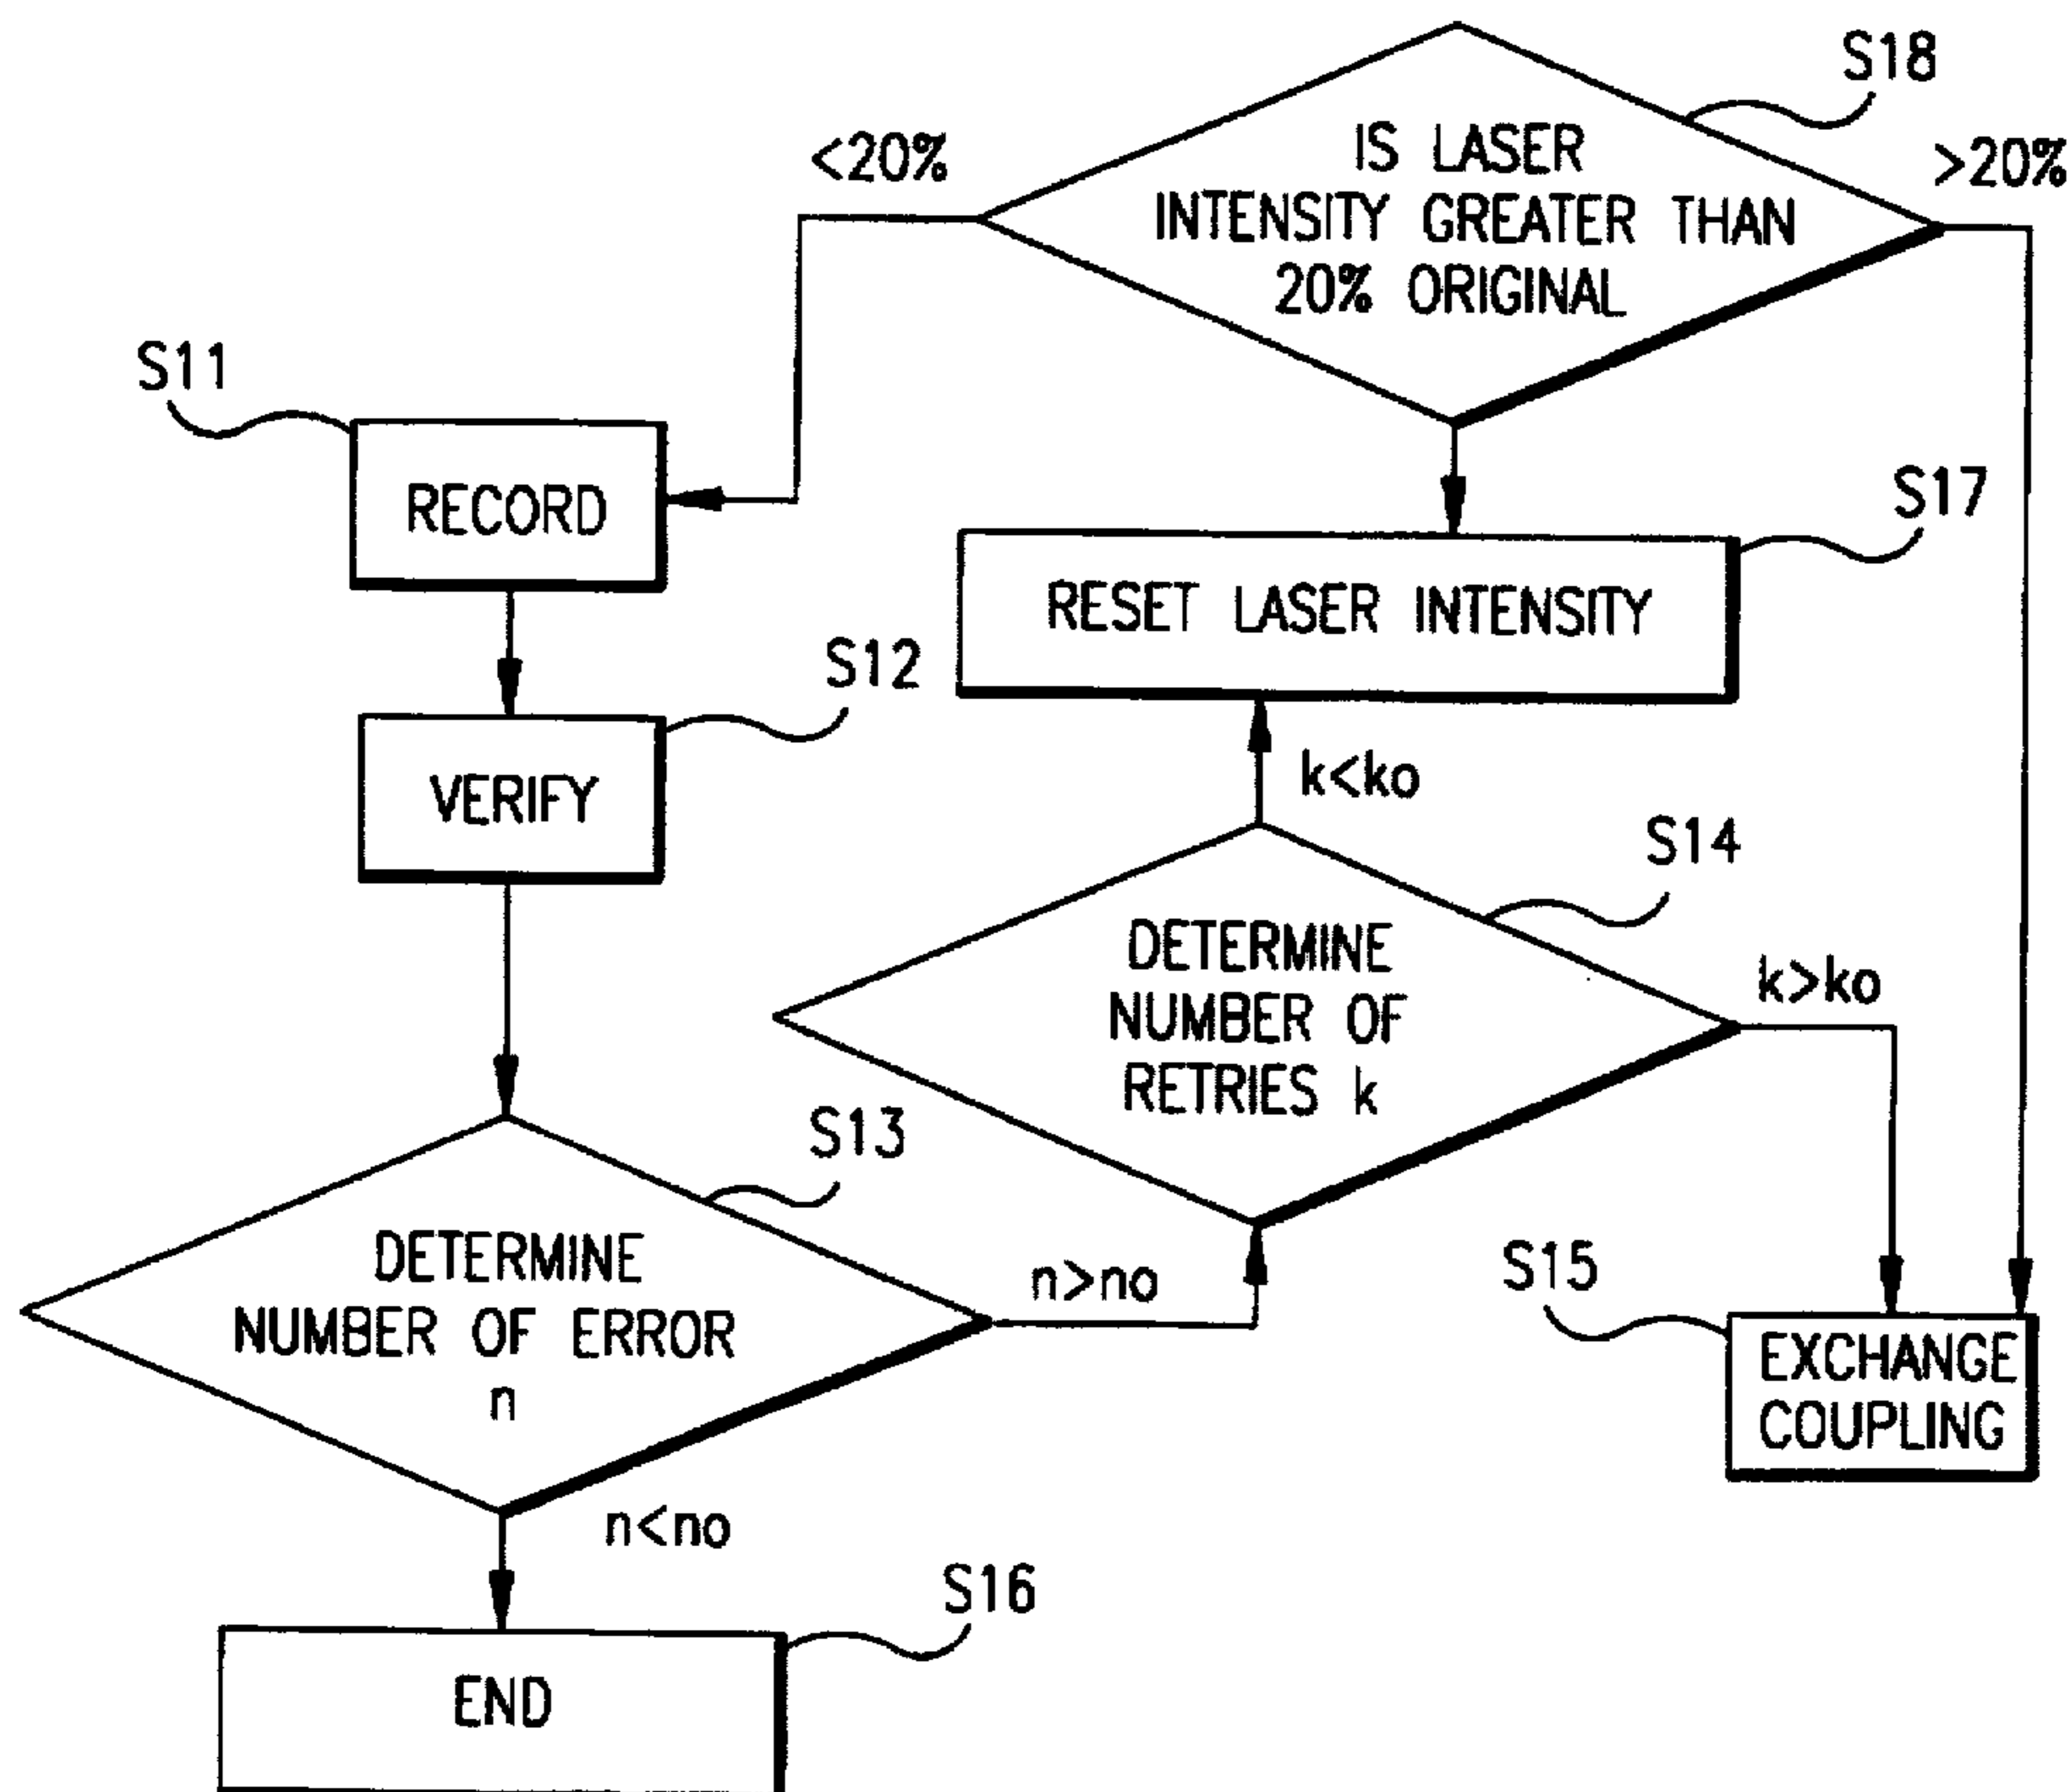 S18
<20%
>20%
IS LASER
INTENSITY GREATER THAN
20% ORIGINAL
S11
RECORD
S17
RESET LASER INTENSITY
S12
VERIFY
k<ko
S14
DETERMINE
NUMBER OF
RETRIES k
k>ko
S13
DETERMINE
NUMBER OF ERROR
n
n>no
S15
EXCHANGE
COUPLING
n<no
S16
END